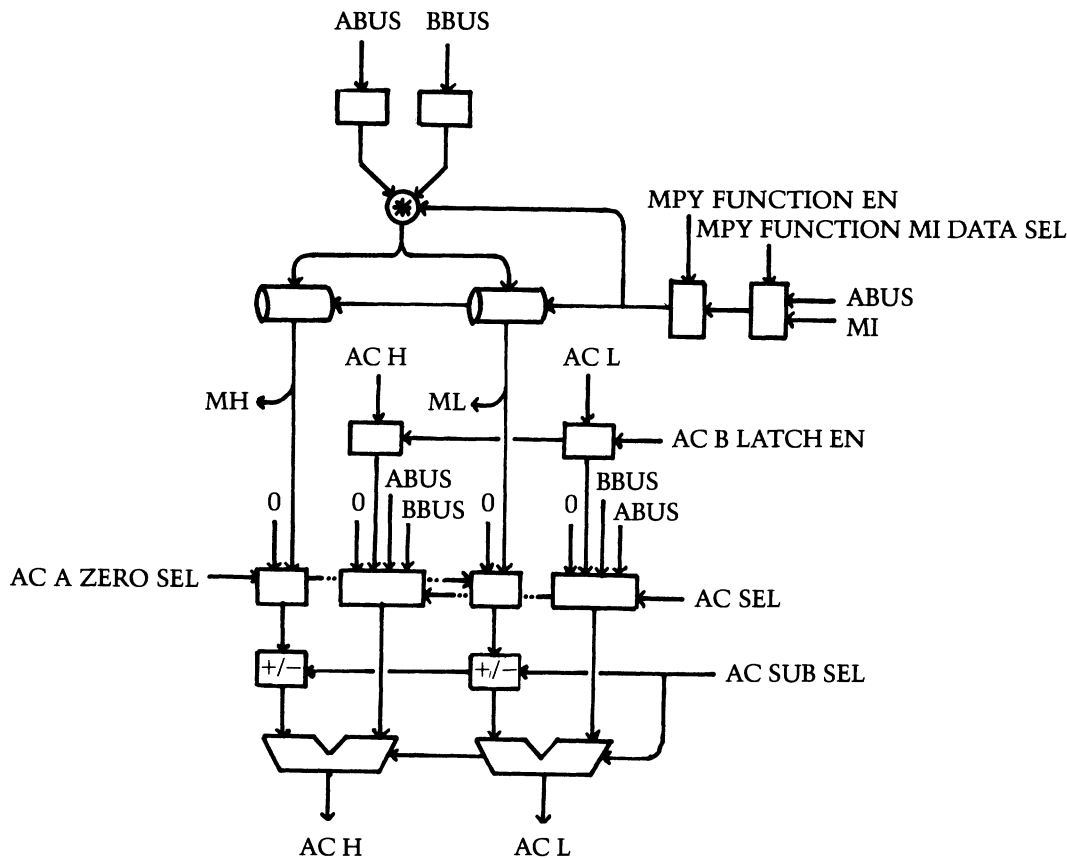 ABUS BBUS
*
MPY FUNCTION EN
MPY FUNCTION MI DATA SEL
ABUS
MI
AC H
AC L
MH
ML
AC B LATCH EN
ABUS
BBUS
BBUS
ABUS
0
0
0
0
AC A ZERO SEL
AC SEL
+/−
+/−
AC SUB SEL
AC H
AC L